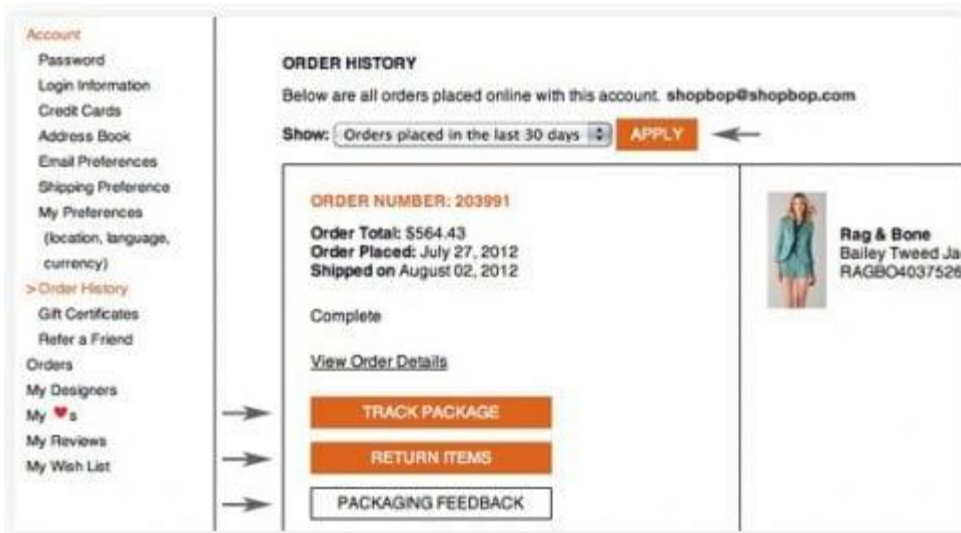 Account
Password
Login Information
Credit Cards
Address Book
Email Preferences
Shipping Preference
My Preferences
(location, language,
currency)
> Order History
Gift Certificates
Refer a Friend
Orders
My Designers
My ♥s
My Reviews
My Wish List
ORDER HISTORY
Below are all orders placed online with this account. shopbop@shopbop.com
Show: Orders placed in the last 30 days APPLY
ORDER NUMBER: 203991
Order Total: $564.43
Order Placed: July 27, 2012
Shipped on August 02, 2012
Complete
View Order Details
TRACK PACKAGE
RETURN ITEMS
PACKAGING FEEDBACK
Rag & Bone
Bailey Tweed Ja
RAGBO4037526